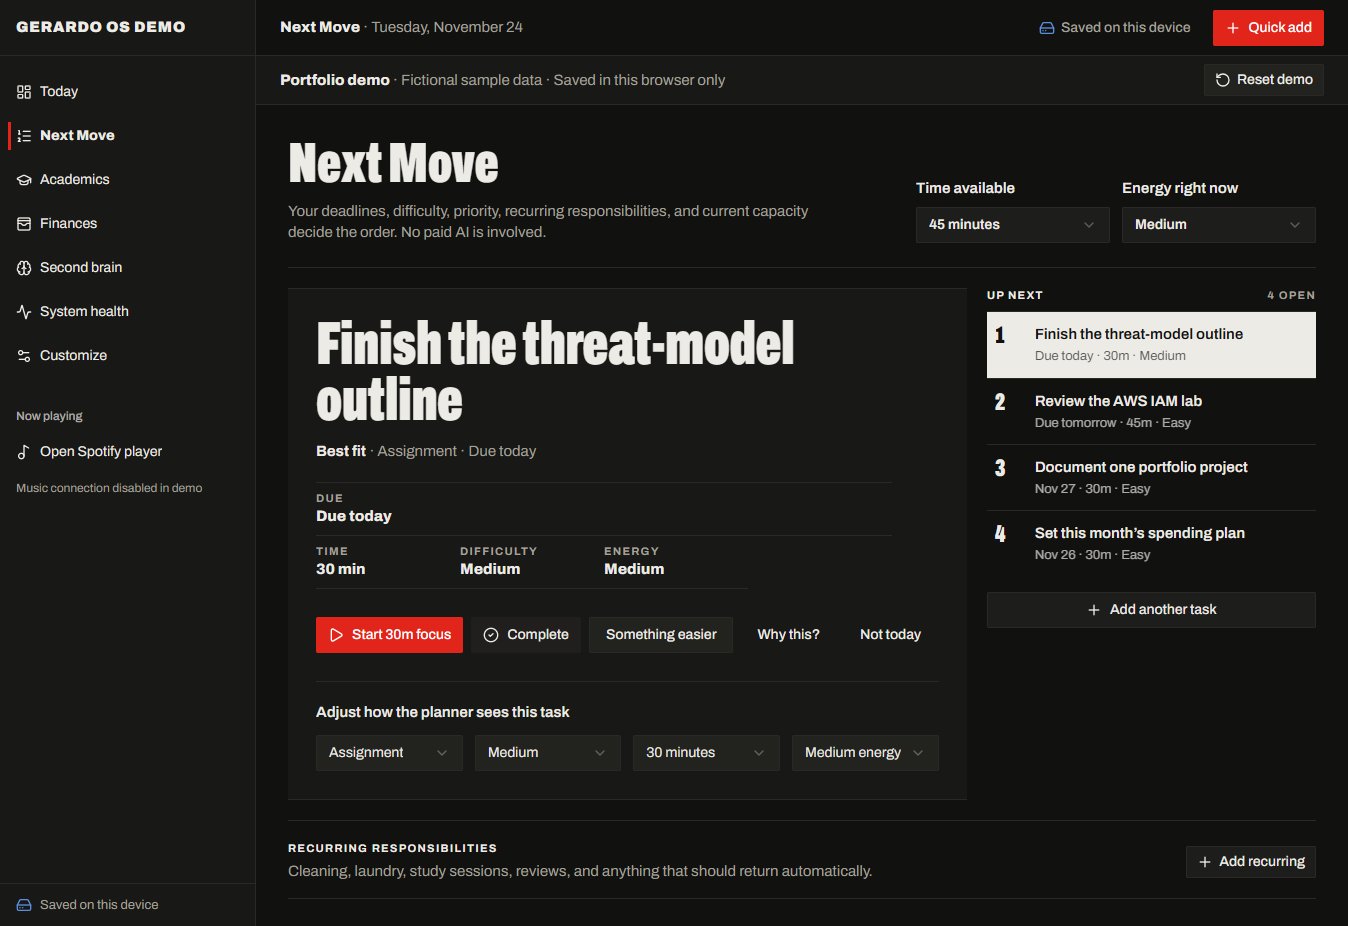 GERARDO OS DEMO
Today
Next Move
Academics
Finances
Second brain
System health
Customize
Now playing
Open Spotify player
Music connection disabled in demo
Saved on this device
Next Move · Tuesday, November 24
Saved on this device
Quick add
Portfolio demo · Fictional sample data · Saved in this browser only
Reset demo
Next Move
Your deadlines, difficulty, priority, recurring responsibilities, and current capacity
decide the order. No paid AI is involved.
Time available
45 minutes
Energy right now
Medium
Finish the threat-model
outline
Best fit · Assignment · Due today
DUE
Due today
TIME
30 min
DIFFICULTY
Medium
ENERGY
Medium
Start 30m focus
Complete
Something easier
Why this?
Not today
Adjust how the planner sees this task
Assignment
Medium
30 minutes
Medium energy
UP NEXT
4 OPEN
1
Finish the threat-model outline
Due today · 30m · Medium
2
Review the AWS IAM lab
Due tomorrow · 45m · Easy
3
Document one portfolio project
Nov 27 · 30m · Easy
4
Set this month’s spending plan
Nov 26 · 30m · Easy
Add another task
RECURRING RESPONSIBILITIES
Cleaning, laundry, study sessions, reviews, and anything that should return automatically.
Add recurring